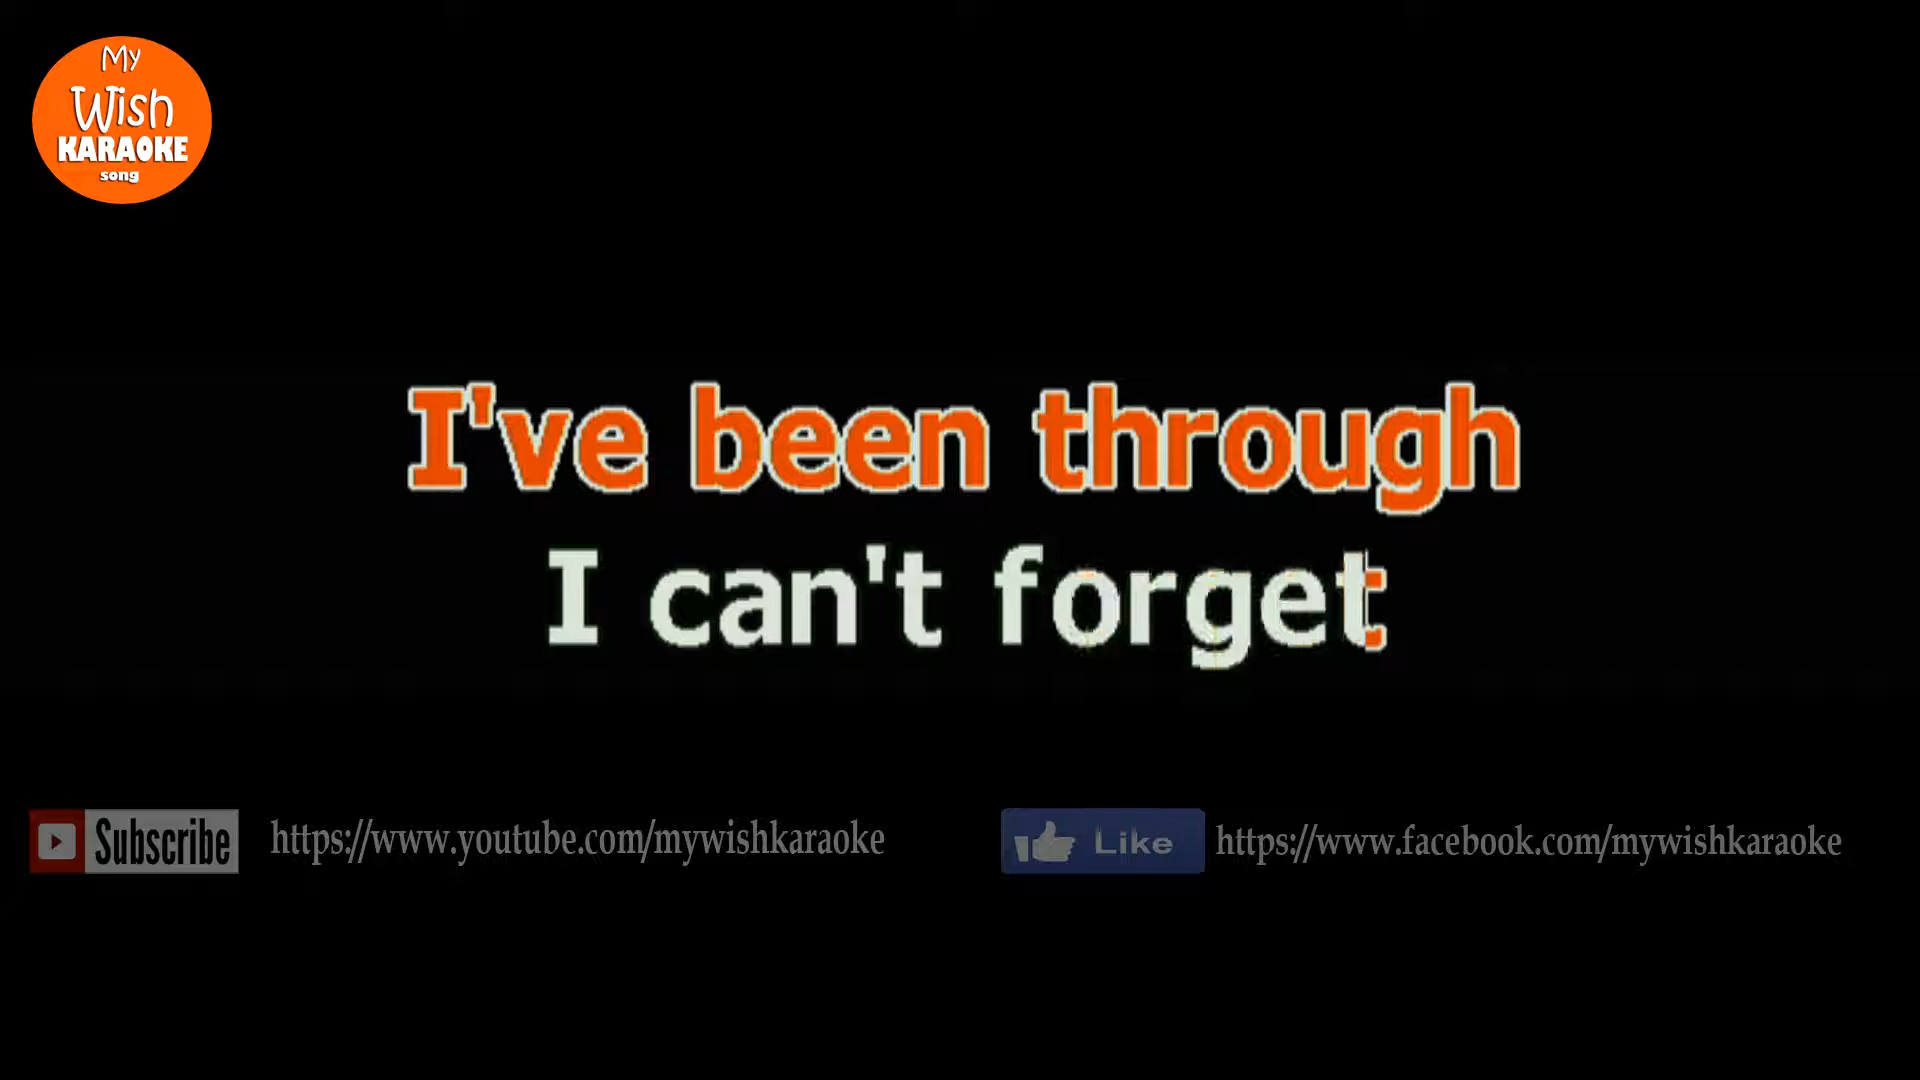 My
Wish
KARAOKE
song
I've been through
I can't forget
Subscribe https://www.youtube.com/mywishkaraoke
Like https://www.facebook.com/mywishkaraoke